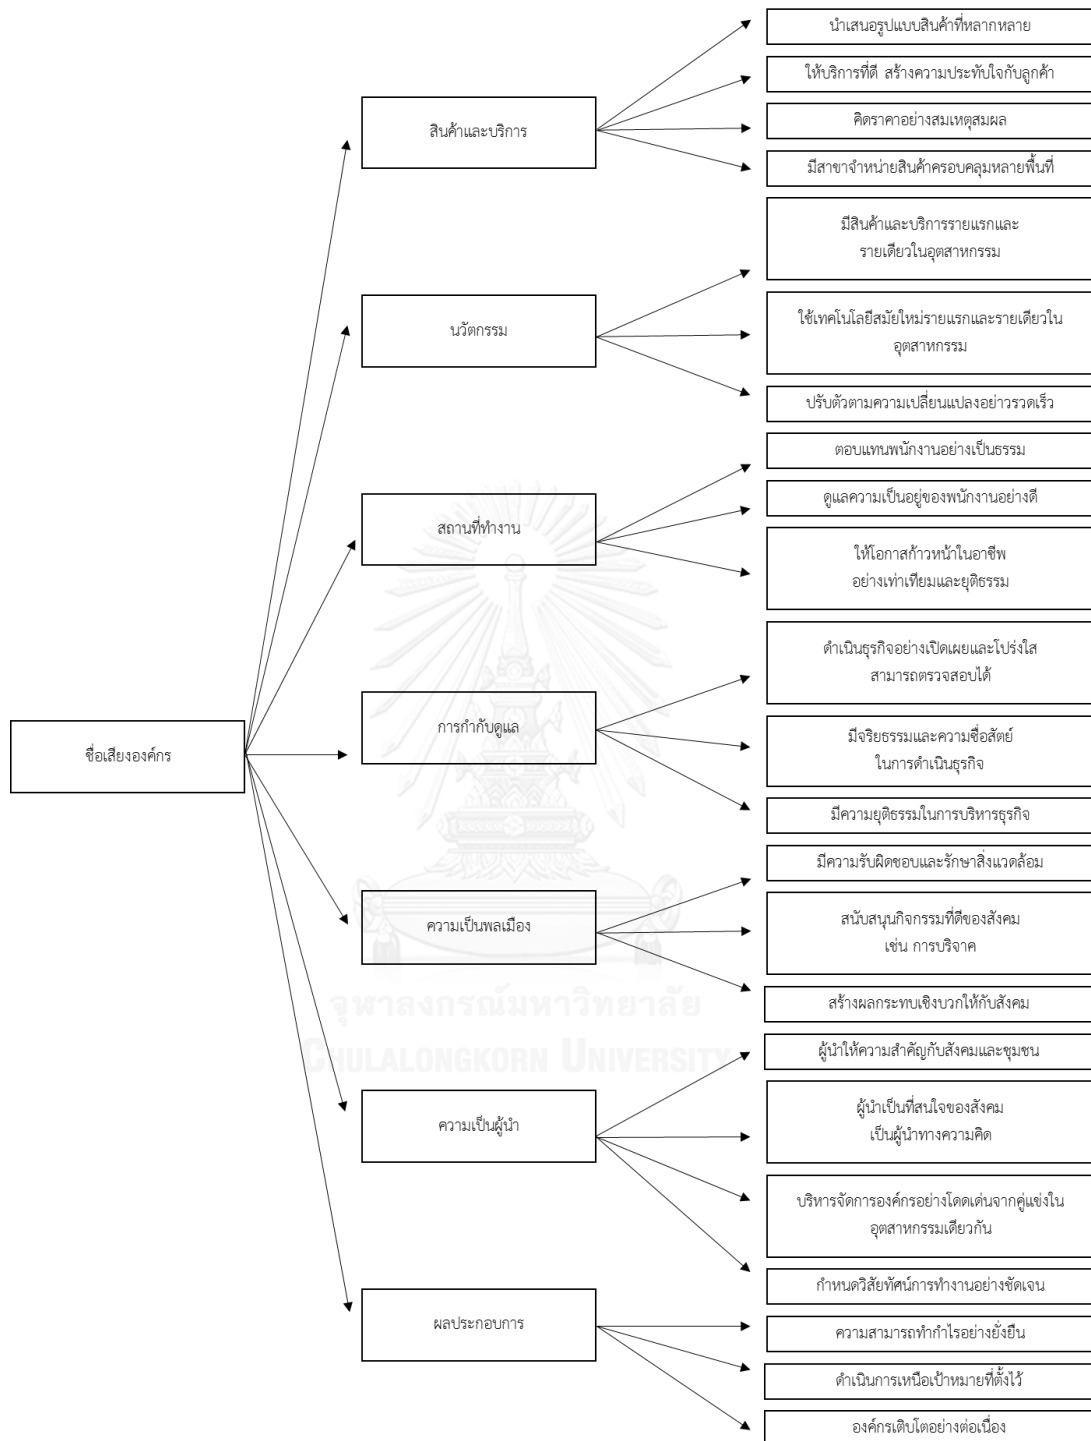 ชื่อเสียงองค์กร
สินค้าและบริการ
นำเสนอรูปแบบสินค้าที่หลากหลาย
ให้บริการที่ดี สร้างความประทับใจกับลูกค้า
คิดราคาอย่างสมเหตุสมผล
มีสาขาจำหน่ายสินค้าครอบคลุมหลายพื้นที่
นวัตกรรม
มีสินค้าและบริการรายแรกและ
รายเดียวในอุตสาหกรรม
ใช้เทคโนโลยีสมัยใหม่รายแรกและรายเดียวใน
อุตสาหกรรม
ปรับตัวตามความเปลี่ยนแปลงอย่าวรวดเร็ว
สถานที่ทำงาน
ตอบแทนพนักงานอย่างเป็นธรรม
ดูแลความเป็นอยู่ของพนักงานอย่างดี
ให้โอกาสก้าวหน้าในอาชีพ
อย่างเท่าเทียมและยุติธรรม
การกำกับดูแล
ดำเนินธุรกิจอย่างเปิดเผยและโปร่งใส
สามารถตรวจสอบได้
มีจริยธรรมและความซื่อสัตย์
ในการดำเนินธุรกิจ
มีความยุติธรรมในการบริหารธุรกิจ
ความเป็นพลเมือง
มีความรับผิดชอบและรักษาสิ่งแวดล้อม
สนับสนุนกิจกรรมที่ดีของสังคม
เช่น การบริจาค
สร้างผลกระทบเชิงบวกให้กับสังคม
ความเป็นผู้นำ
ผู้นำให้ความสำคัญกับสังคมและชุมชน
ผู้นำเป็นที่สนใจของสังคม
เป็นผู้นำทางความคิด
บริหารจัดการองค์กรอย่างโดดเด่นจากคู่แข่งใน
อุตสาหกรรมเดียวกัน
กำหนดวิสัยทัศน์การทำงานอย่างชัดเจน
ผลประกอบการ
ความสามารถทำกำไรอย่างยั่งยืน
ดำเนินการเหนือเป้าหมายที่ตั้งไว้
องค์กรเติบโตอย่างต่อเนื่อง
จุฬาลงกรณ์มหาวิทยาลัย
CHULALONGKORN UNIVERSITY